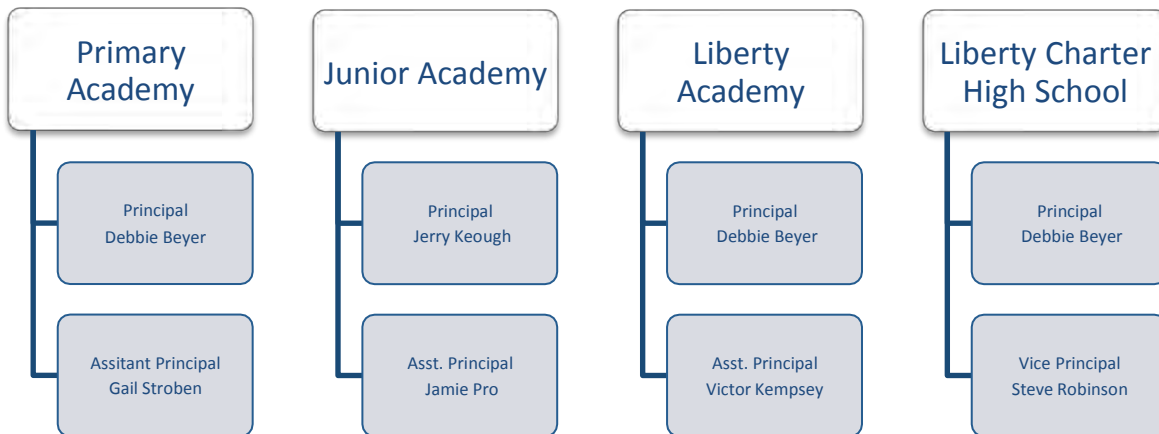 Primary
Academy
Principal
Debbie Beyer
Assitant Principal
Gail Stroben
Junior Academy
Principal
Jerry Keough
Asst. Principal
Jamie Pro
Liberty
Academy
Principal
Debbie Beyer
Asst. Principal
Victor Kempsey
Liberty Charter
High School
Principal
Debbie Beyer
Vice Principal
Steve Robinson